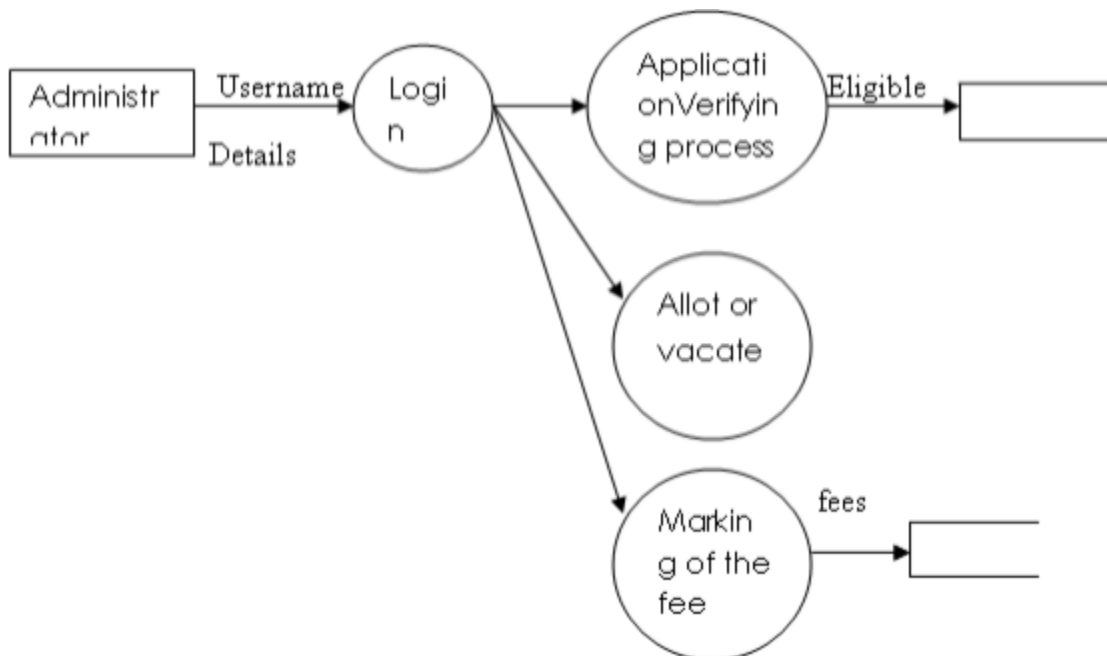 Administr
ator
Username
Details
Logi
n
Applicati
onVerifyin
g process
Eligible
Allot or
vacate
Markin
g of the
fee
fees